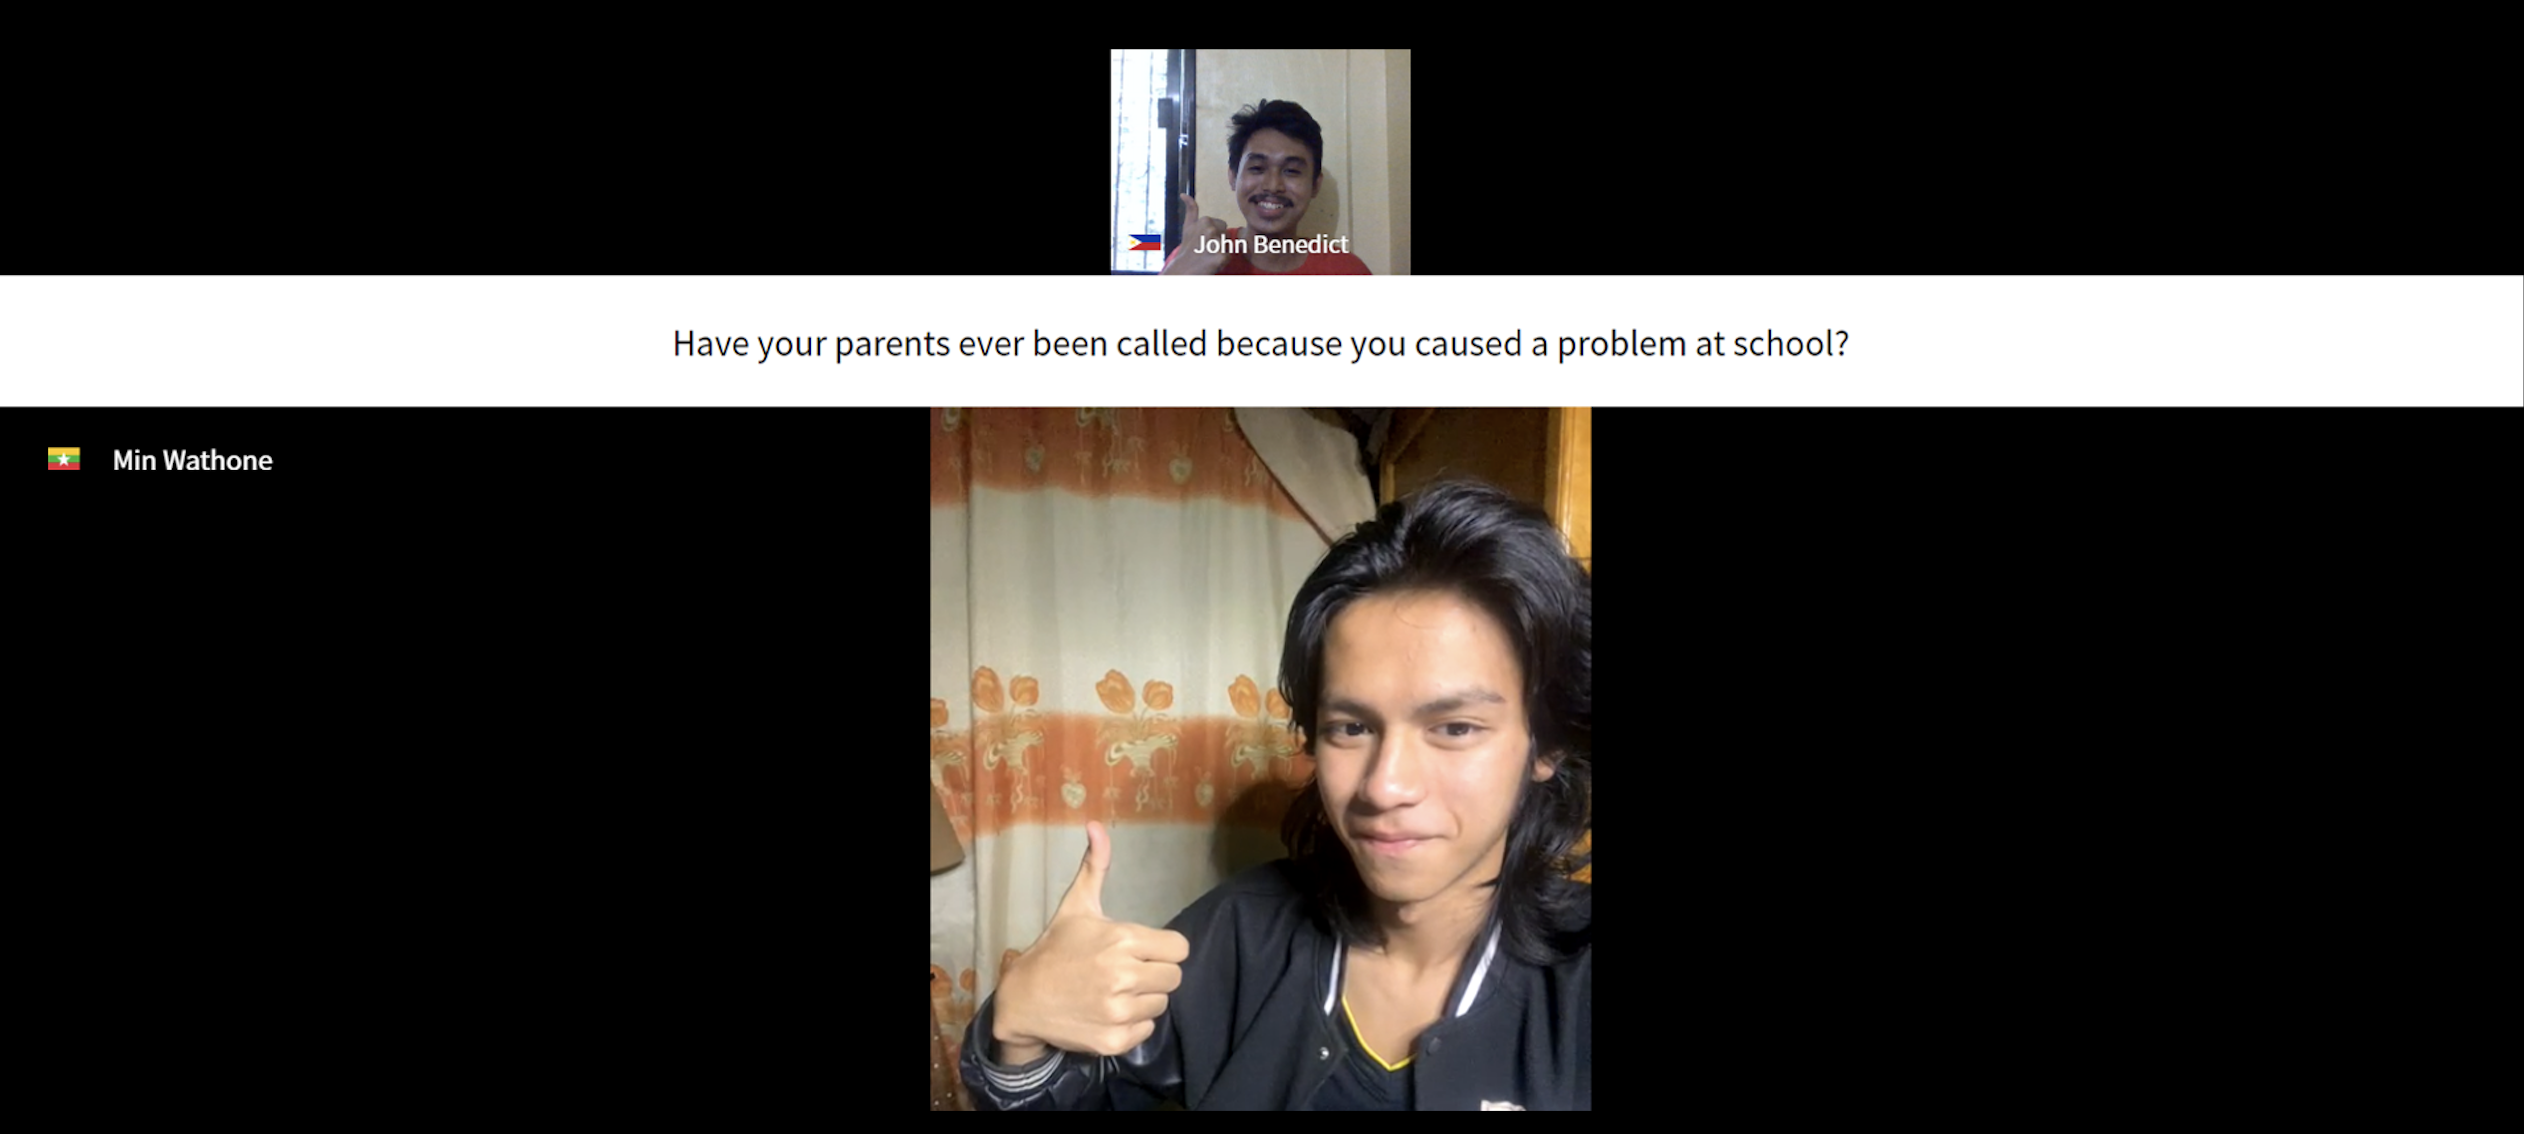 John Benedict
Have your parents ever been called because you caused a problem at school?
Min Wathone